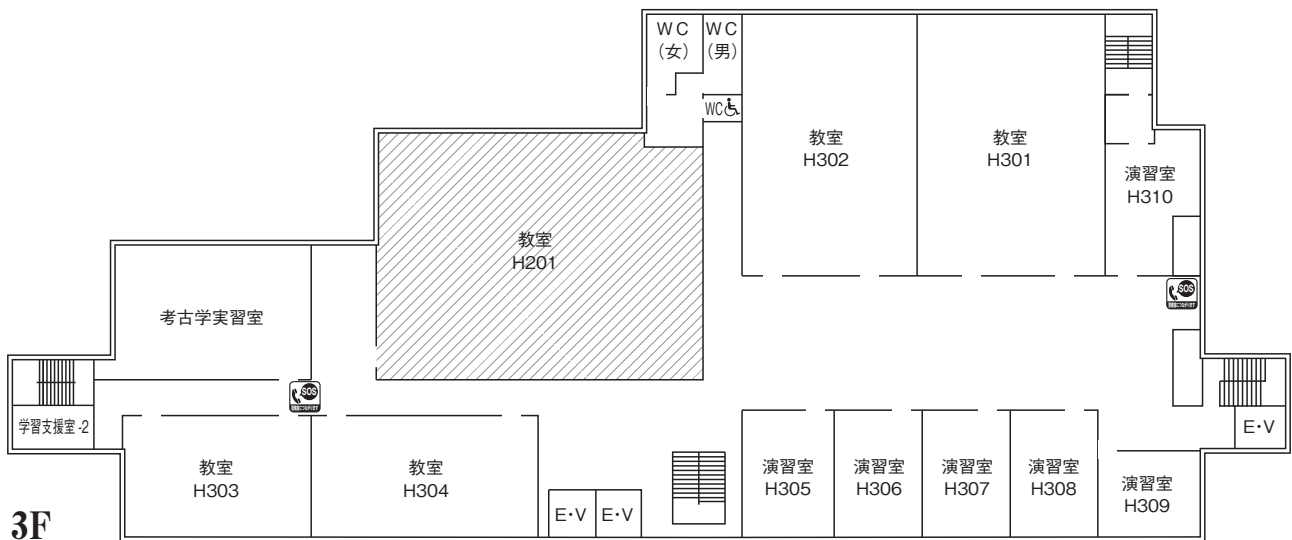 WC
(女)
WC
(男)
WC
教室
H302
教室
H301
演習室
H310
教室
H201
SOS
考古学実習室
SOS
学習支援室-2
教室
H303
教室
H304
E・V
E・V
演習室
H305
演習室
H306
演習室
H307
演習室
H308
演習室
H309
E・V
3F